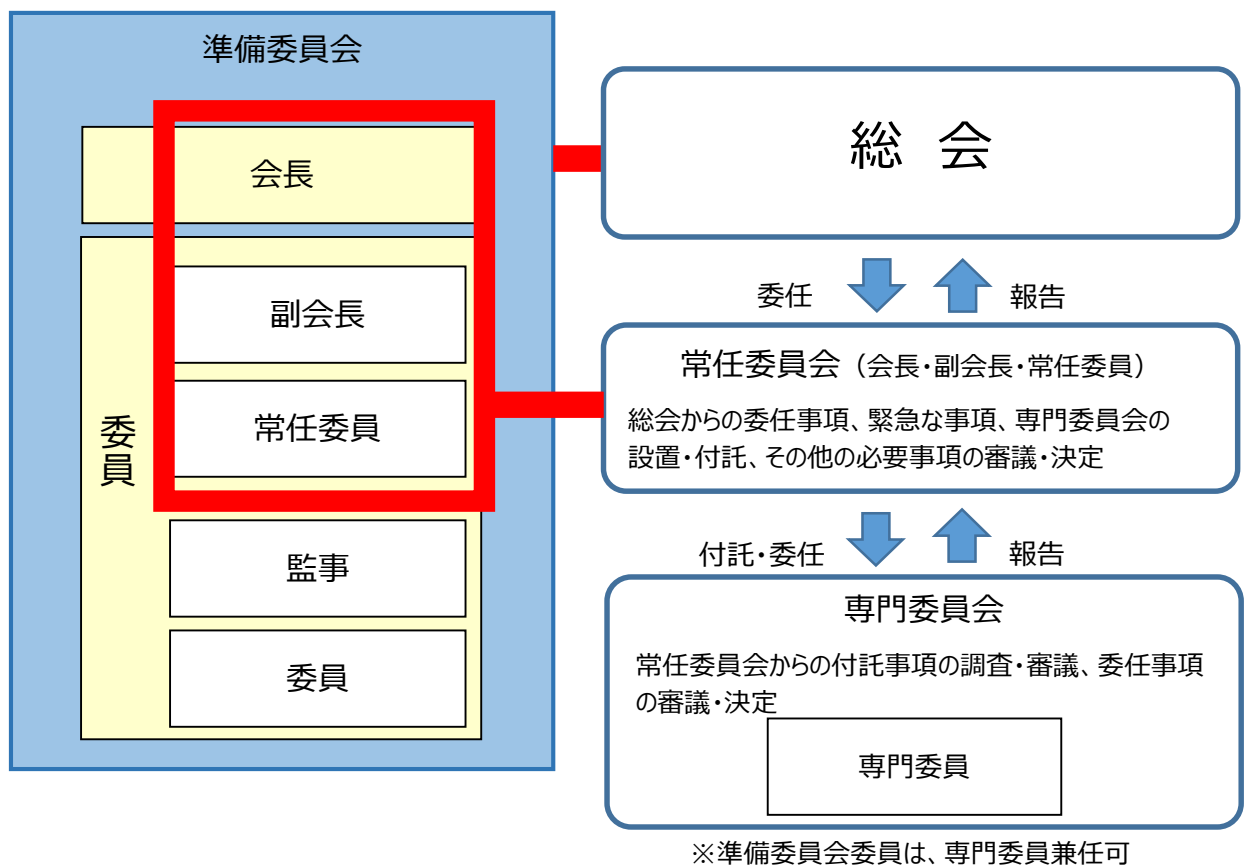 準備委員会
会長
副会長
常任委員
委員
監事
委員
総 会
委任
報告
常任委員会（会長・副会長・常任委員）
総会からの委任事項、緊急な事項、専門委員会の
設置・付託、その他の必要事項の審議・決定
付託・委任
報告
専門委員会
常任委員会からの付託事項の調査・審議、委任事項
の審議・決定
専門委員
※準備委員会委員は、専門委員兼任可